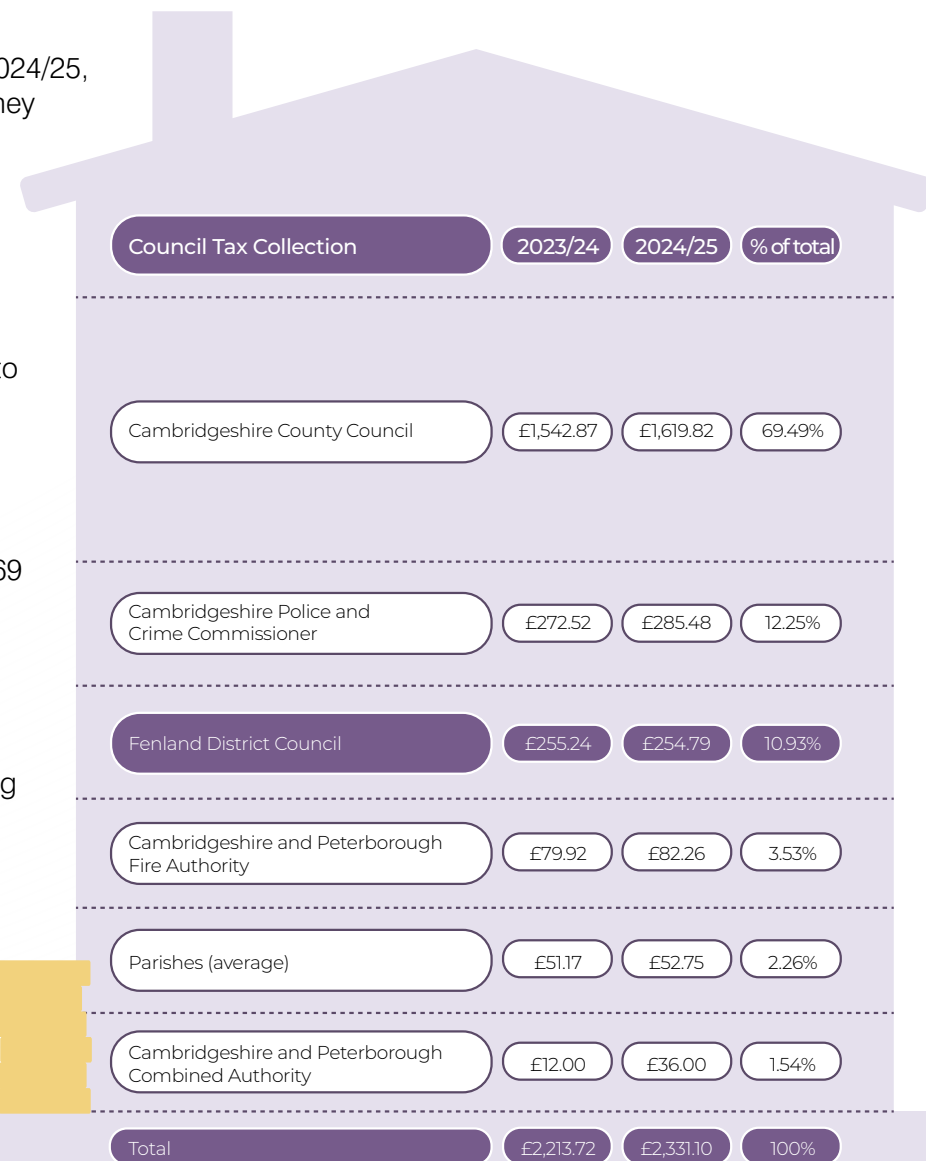 024/25,
ney
to
69
g
Council Tax Collection 2023/24 2024/25 % of total
Cambridgeshire County Council £1,542.87 £1,619.82 69.49%
Cambridgeshire Police and
Crime Commissioner £272.52 £285.48 12.25%
Fenland District Council £255.24 £254.79 10.93%
Cambridgeshire and Peterborough
Fire Authority £79.92 £82.26 3.53%
Parishes (average) £51.17 £52.75 2.26%
Cambridgeshire and Peterborough
Combined Authority £12.00 £36.00 1.54%
Total £2,213.72 £2,331.10 100%